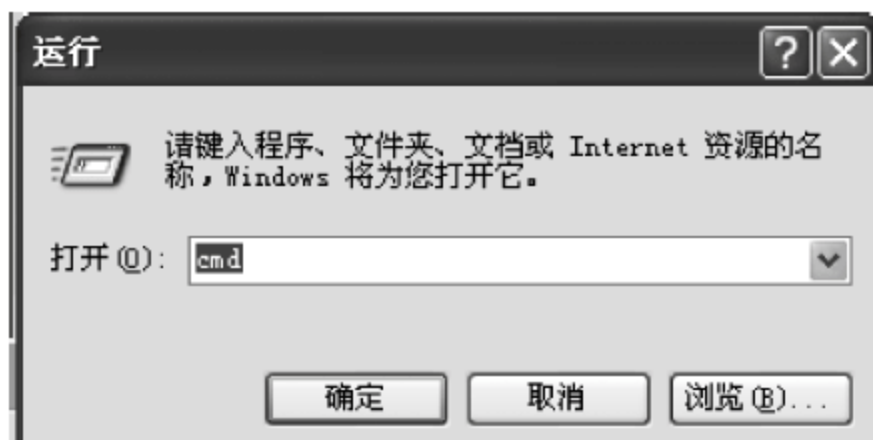 运行
请键入程序、文件夹、文档或 Internet 资源的名
称，Windows 将为您打开它。
打开(O): cmd
确定 取消 浏览(B)...